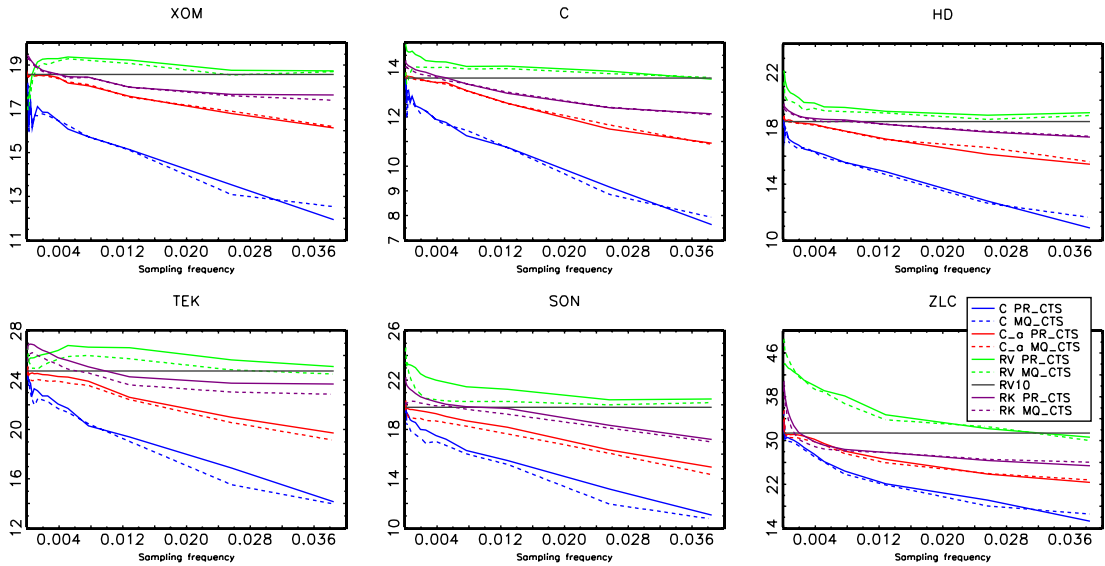 XOM
C
HD
19
17
15
13
11
14
12
10
9
8
7
22
18
14
10
0.004 0.012 0.020 0.028 0.036
0.004 0.012 0.020 0.028 0.036
0.004 0.012 0.020 0.028 0.036
Sampling frequency
Sampling frequency
Sampling frequency
TEK
SON
ZLC
28
24
20
16
12
26
22
18
14
10
46
38
30
22
14
C PR_CTS
C MQ_CTS
C_a PR_CTS
C_a MQ_CTS
RV PR_CTS
RV MQ_CTS
RV10
RK PR_CTS
RK MQ_CTS
0.004 0.012 0.020 0.028 0.036
0.004 0.012 0.020 0.028 0.036
0.004 0.012 0.020 0.028 0.036
Sampling frequency
Sampling frequency
Sampling frequency